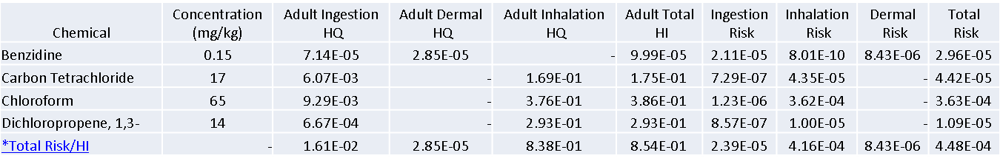 Chemical Concentration (mg/kg) Adult Ingestion HQ Adult Dermal HQ Adult Inhalation HQ Adult Total HI Ingestion Risk Inhalation Risk Dermal Risk Total Risk
Benzidine 0.15 7.14E-05 2.85E-05 - 9.99E-05 2.11E-05 8.01E-10 8.43E-06 2.96E-05
Carbon Tetrachloride 17 6.07E-03 - 1.69E-01 1.75E-01 7.29E-07 4.35E-05 - 4.42E-05
Chloroform 65 9.29E-03 - 3.76E-01 3.86E-01 1.23E-06 3.62E-04 - 3.63E-04
Dichloropropene, 1,3- 14 6.67E-04 - 2.93E-01 2.93E-01 8.57E-07 1.00E-05 - 1.09E-05
*Total Risk/HI - 1.61E-02 2.85E-05 8.38E-01 8.54E-01 2.39E-05 4.16E-04 8.43E-06 4.48E-04